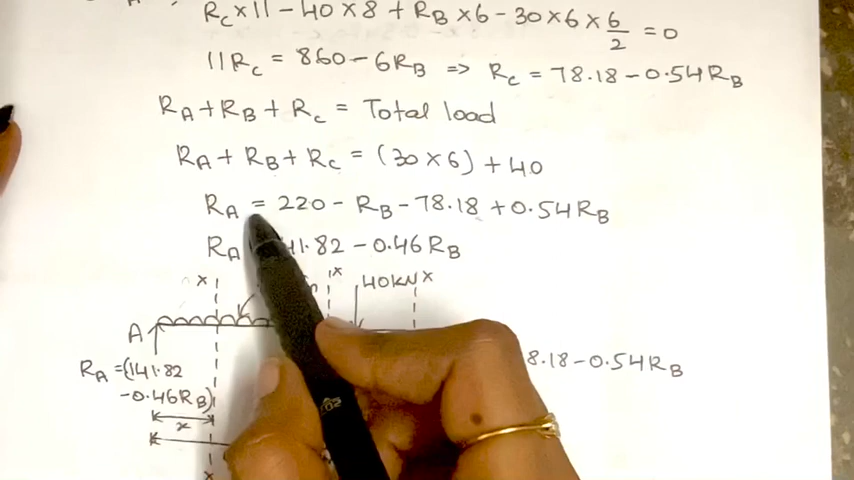 Rc×11 - 40×8 + RB×6 - 30×6×6/2 = 0
11Rc = 860 - 6RB => Rc = 78.18 - 0.54RB
RA + RB + Rc = Total load
RA + RB + Rc = (30×6) + 40
RA = 220 - RB - 78.18 + 0.54RB
RA 41.82 - 0.46RB
x x 40KN x
A
RA = (141.82
-0.46RB)
8.18 - 0.54RB
x
x